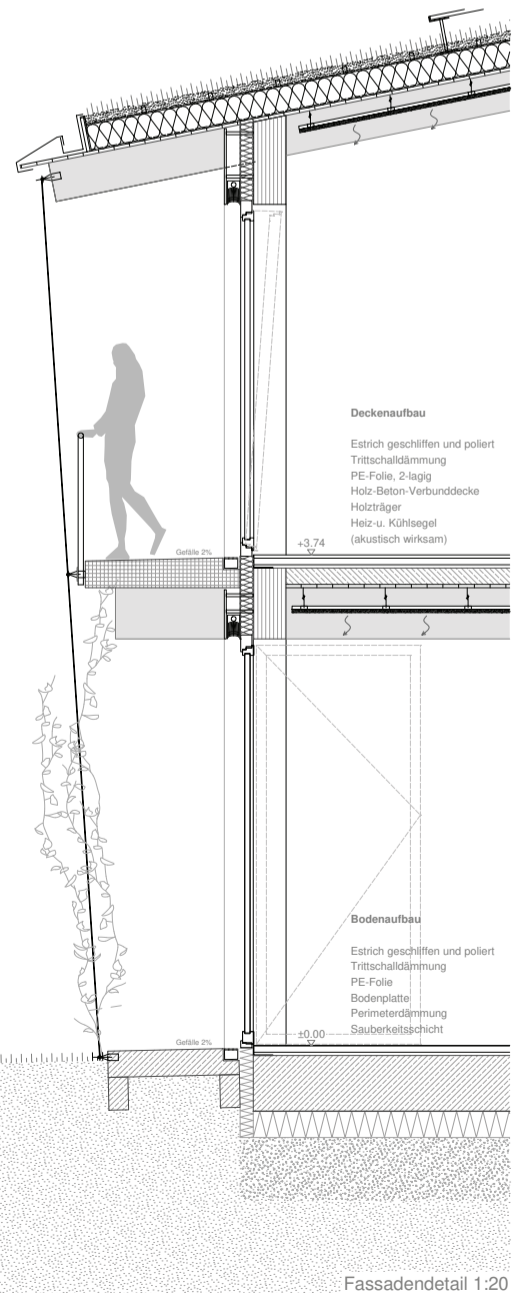 Deckenaufbau
Estrich geschliffen und poliert
Trittschalldämmung
PE-Folie, 2-lagig
Holz-Beton-Verbunddecke
Holzträger
Heiz-u. Kühlsegel
(akustisch wirksam)
+3.74
Gefälle 2%
Bodenaufbau
Estrich geschliffen und poliert
Trittschalldämmung
PE-Folie
Bodenplatte
Perimeterdämmung
Sauberkeitsschicht
±0.00
Gefälle 2%
Fassadendetail 1:20